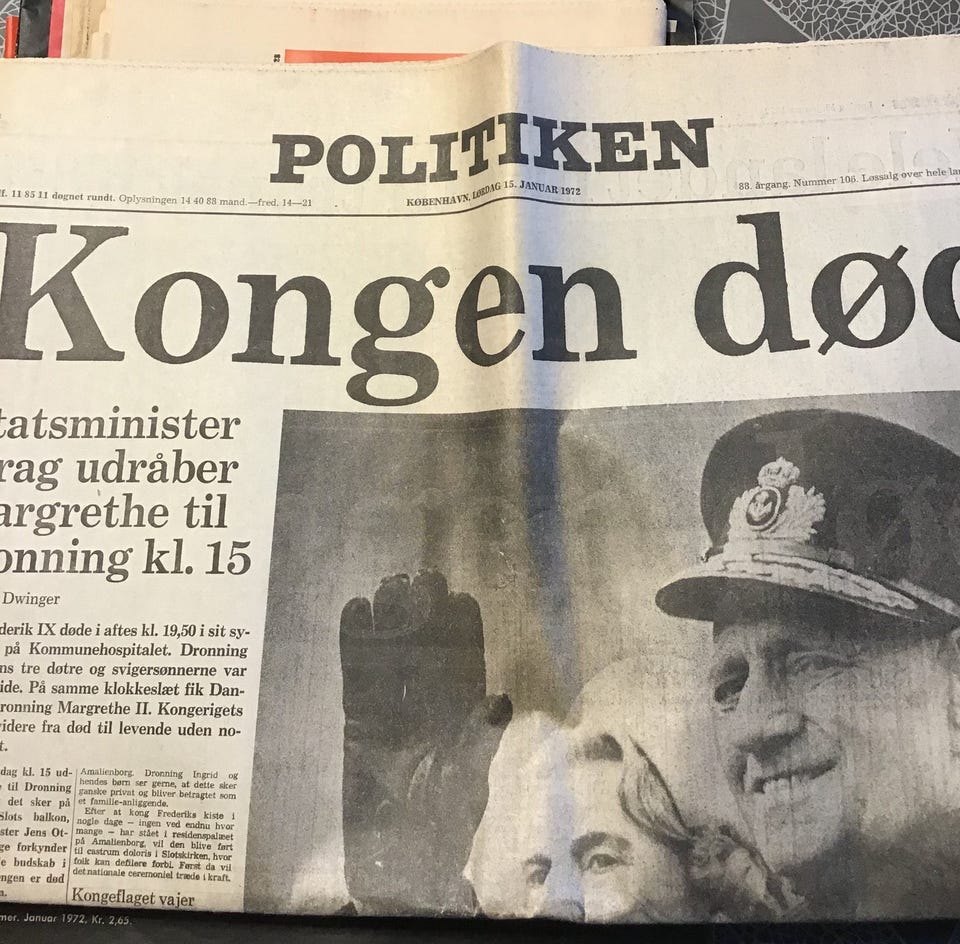 POLITIKEN
lf. 11 85 11 døgnet rundt. Oplysningen 14 40 88 mand.—fred. 14—21
KØBENHAVN, LØRDAG 15. JANUAR 1972
88. årgang. Nummer 106. Løssalg over hele lan
Kongen død
tatsminister
rag udråber
argrethe til
onning kl. 15
Dwinger
derik IX døde i aftes kl. 19,50 i sit sy-
på Kommunehospitalet. Dronning
ns tre døtre og svigersønnerne var
ide. På samme klokkeslæt fik Dan-
ronning Margrethe II. Kongerigets
videre fra død til levende uden no-
t.
dag kl. 15 ud-
til Dronning
det sker på
Slots balkon,
ster Jens Ot-
ge forkynder
e budskab i
ngen er død
n.
Amalienborg. Dronning Ingrid og
hendes børn ser gerne, at dette sker
ganske privat og bliver betragtet som
et familie-anliggende.
Efter at kong Frederiks kiste i
nogle dage – ingen ved endnu hvor
mange – har stået i residenspalæet
på Amalienborg, vil den blive ført
til castrum doloris i Slotskirken, hvor
folk kan defilere forbi. Først da vil
det nationale ceremoniel træde i kraft.
Kongeflaget vajer
mer. Januar 1972, Kr. 2,65.